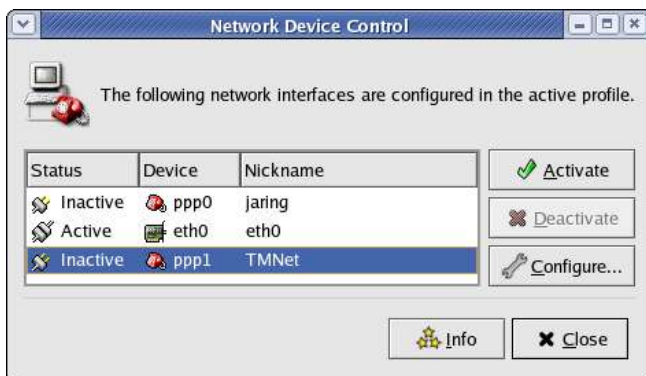 Network Device Control
The following network interfaces are configured in the active profile.
Status Device Nickname
Inactive ppp0 jaring
Active eth0 eth0
Inactive ppp1 TMNet
Activate
Deactivate
Configure...
Info
Close